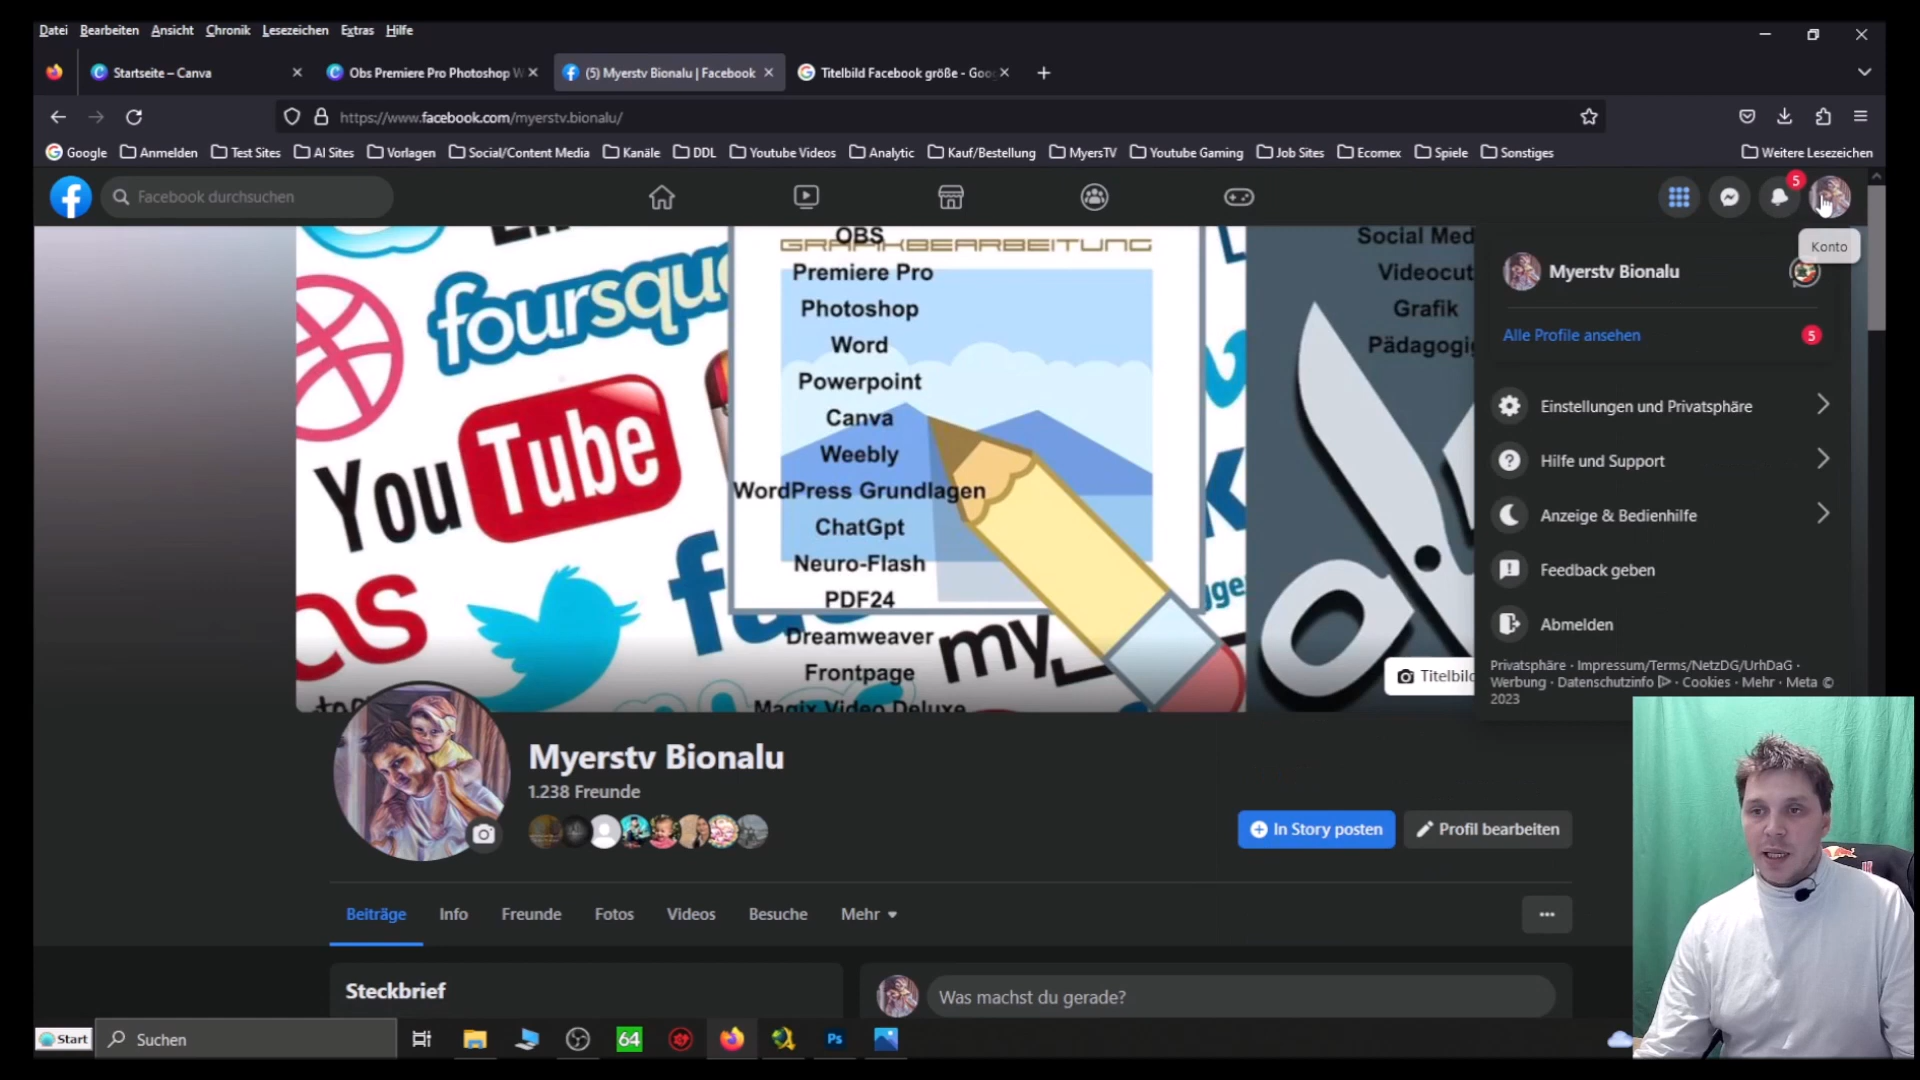 Datei Bearbeiten Ansicht Chronik Lesezeichen Extras Hilfe
Startseite – Canva
Obs Premiere Pro Photoshop W
(5) Myerstv Bionalu | Facebook
Titelbild Facebook größe - Goo
https://www.facebook.com/myerstv.bionalu/
Google Anmelden Test Sites AI Sites Vorlagen Social/Content Media Kanäle DDL Youtube Videos Analytic Kauf/Bestellung MyersTV Youtube Gaming Job Sites Ecomex Spiele Sonstiges Weitere Lesezeichen
Facebook durchsuchen
5
Konto
Myerstv Bionalu
Alle Profile ansehen
5
Einstellungen und Privatsphäre
Hilfe und Support
Anzeige & Bedienhilfe
Feedback geben
Abmelden
Privatsphäre · Impressum/Terms/NetzDG/UrhDaG ·
Werbung · Datenschutzinfo · Cookies · Mehr · Meta ©
2023
GRAFIKBEARBEITUNG
OBS
Premiere Pro
Photoshop
Word
Powerpoint
Canva
Weebly
WordPress Grundlagen
ChatGpt
Neuro-Flash
PDF24
Dreamweaver
Frontpage
Magix Video Deluxe
Social Med
Videocut
Grafik
Pädagogi
foursqua
YouTube
my
Titelbild
Myerstv Bionalu
1.238 Freunde
In Story posten
Profil bearbeiten
Beiträge Info Freunde Fotos Videos Besuche Mehr
Steckbrief
Was machst du gerade?
Start
Suchen
64
Ps